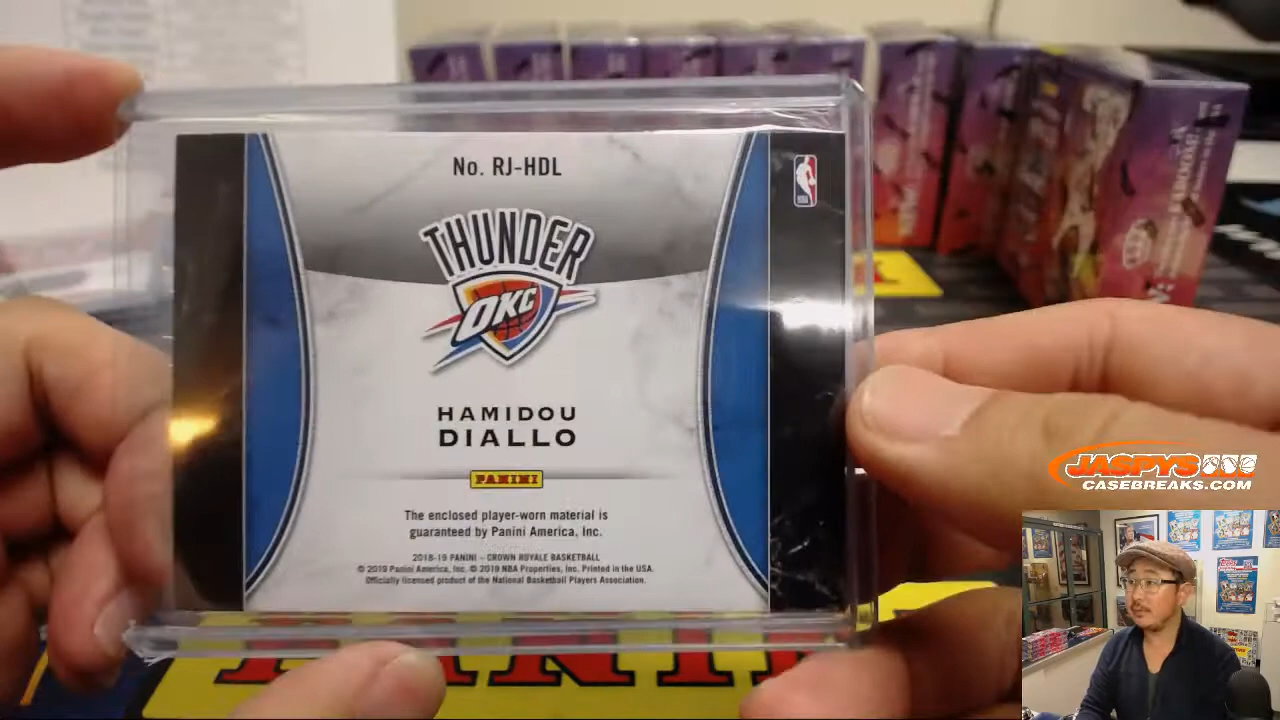 No. RJ-HDL
THUNDER
OKC
HAMIDOU
DIALLO
PANINI
The enclosed player-worn material is
guaranteed by Panini America, Inc.
2018-19 PANINI – CROWN ROYALE BASKETBALL
© 2019 Panini America, Inc. © 2019 NBA Properties, Inc. Printed in the USA.
Officially licensed product of the National Basketball Players Association.
PANINI
JASPYS
CASEBREAKS.COM